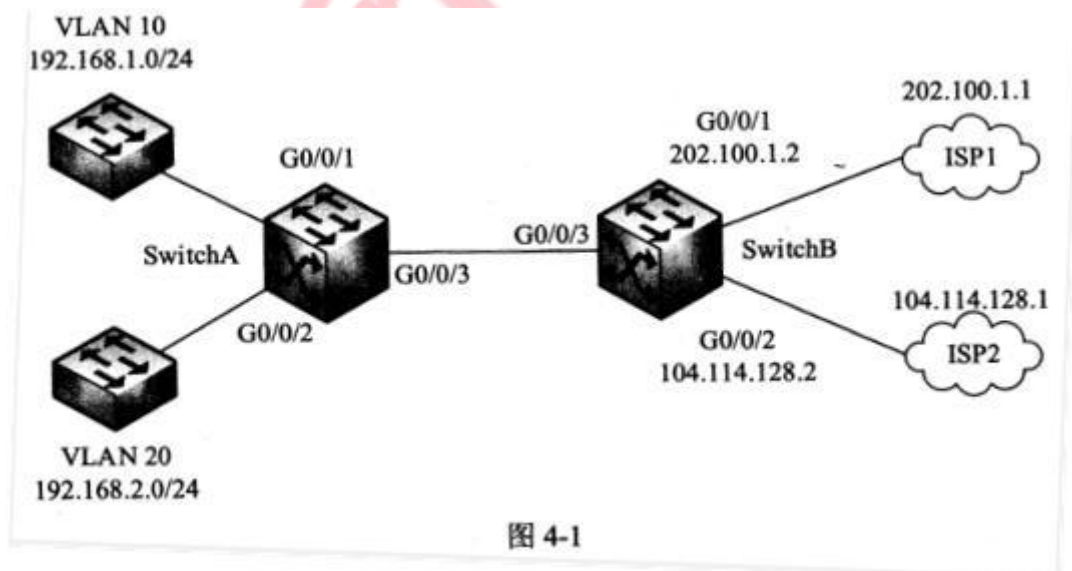 VLAN 10
192.168.1.0/24
G0/0/1
SwitchA
G0/0/3
G0/0/2
VLAN 20
192.168.2.0/24
G0/0/3
G0/0/1
202.100.1.2
SwitchB
G0/0/2
104.114.128.2
202.100.1.1
ISP1
104.114.128.1
ISP2
图 4-1